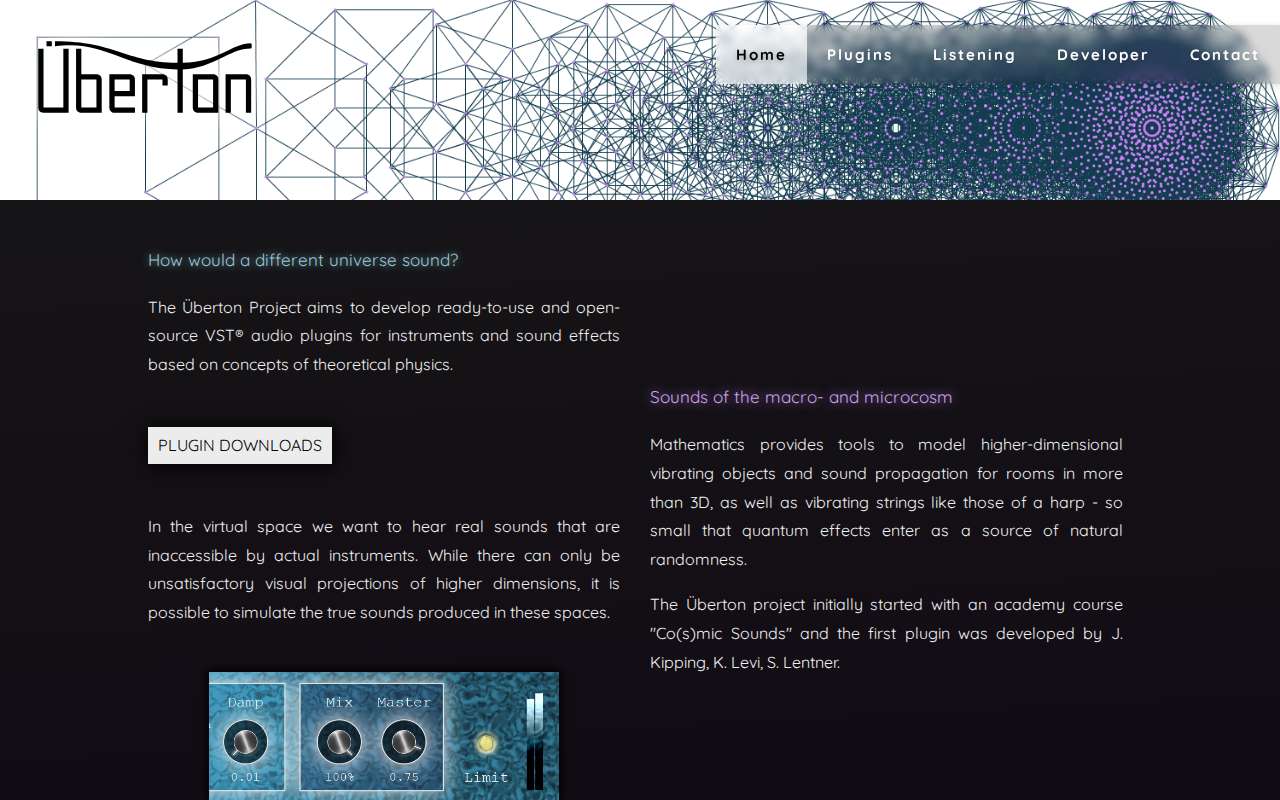 Überton
Home Plugins Listening Developer Contact
How would a different universe sound?
The Überton Project aims to develop ready-to-use and open-
source VST® audio plugins for instruments and sound effects
based on concepts of theoretical physics.
PLUGIN DOWNLOADS
In the virtual space we want to hear real sounds that are
inaccessible by actual instruments. While there can only be
unsatisfactory visual projections of higher dimensions, it is
possible to simulate the true sounds produced in these spaces.
Damp Mix Master
0.01 100% 0.75 Limit
Sounds of the macro- and microcosm
Mathematics provides tools to model higher-dimensional
vibrating objects and sound propagation for rooms in more
than 3D, as well as vibrating strings like those of a harp - so
small that quantum effects enter as a source of natural
randomness.
The Überton project initially started with an academy course
"Co(s)mic Sounds" and the first plugin was developed by J.
Kipping, K. Levi, S. Lentner.